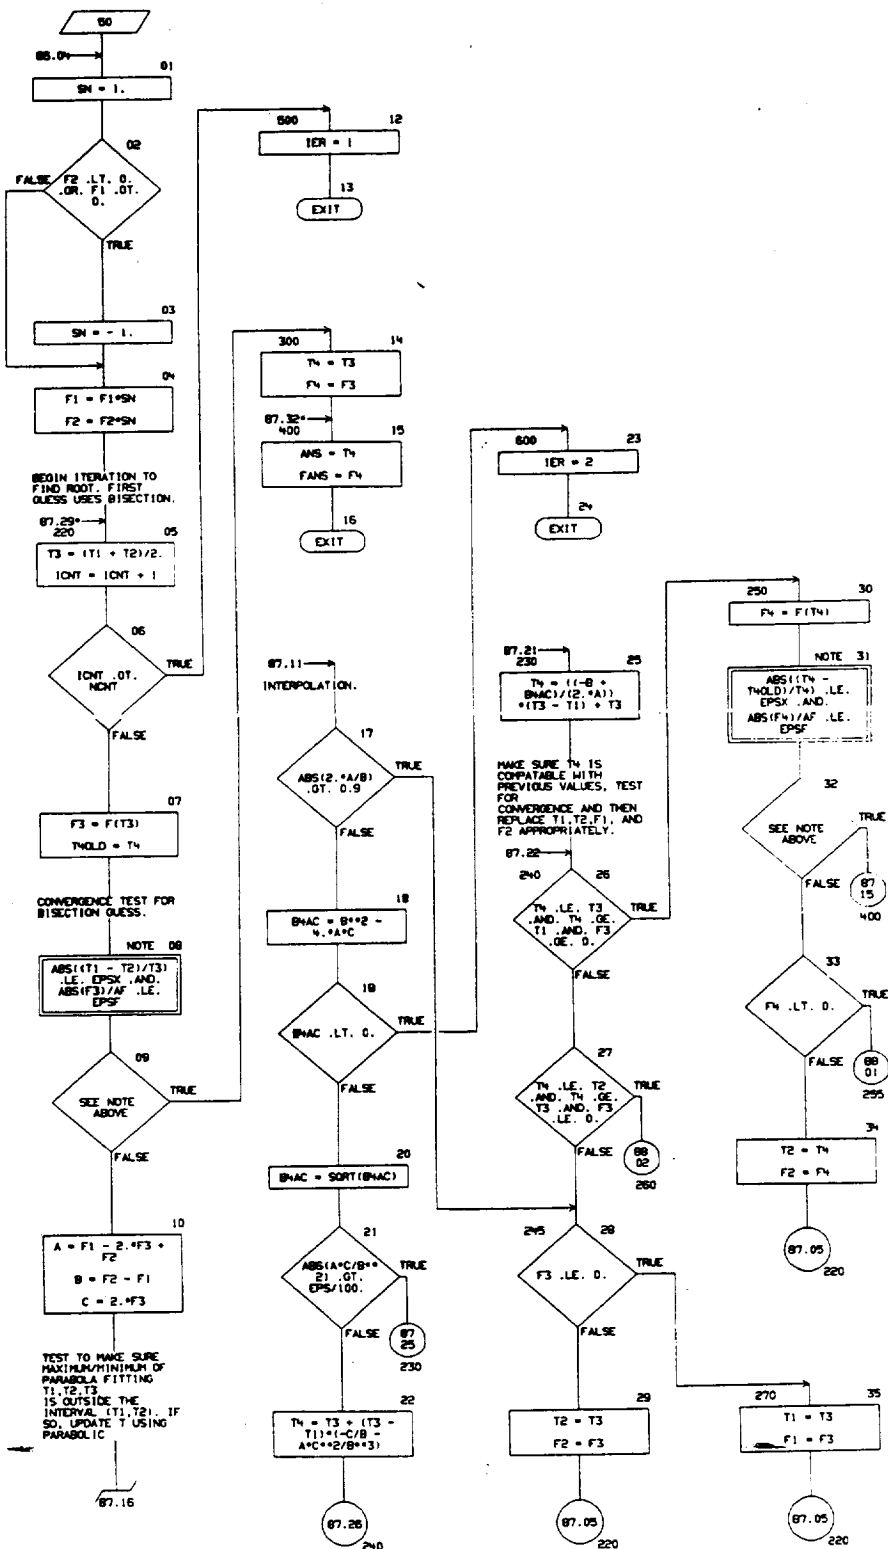 50
86.04
01
SN = 1.
02
FALSE
F2 .LT. 0.
.OR. F1 .GT.
0.
TRUE
03
SN = - 1.
04
F1 = F1*SN
F2 = F2*SN
BEGIN ITERATION TO
FIND ROOT. FIRST
GUESS USES BISECTION.
87.29*
220
05
T3 = (T1 + T2)/2.
ICNT = ICNT + 1
06
ICNT .GT.
NCNT
TRUE
FALSE
07
F3 = F(T3)
T4OLD = T4
CONVERGENCE TEST FOR
BISECTION GUESS.
NOTE 08
ABS((T1 - T2)/T3)
.LE. EPSX .AND.
ABS(F3)/AF .LE.
EPSF
09
SEE NOTE
ABOVE
TRUE
FALSE
10
A = F1 - 2.*F3 +
F2
B = F2 - F1
C = 2.*F3
TEST TO MAKE SURE
MAXIMUM/MINIMUM OF
PARABOLA FITTING
T1,T2,T3
IS OUTSIDE THE
INTERVAL (T1,T2). IF
SO, UPDATE T USING
PARABOLIC
87.16
500
12
IER = 1
13
EXIT
300
14
T4 = T3
F4 = F3
87.32*
400
15
ANS = T4
FANS = F4
16
EXIT
87.11
INTERPOLATION.
17
ABS(2.*A/B)
.GT. 0.9
TRUE
FALSE
18
B4AC = B**2 -
4.*A*C
19
B4AC .LT. 0.
TRUE
FALSE
20
B4AC = SQRT(B4AC)
21
ABS(A*C/B**
2) .GT.
EPS/100.
TRUE
87
25
230
FALSE
22
T4 = T3 + (T3 -
T1)*(-C/B -
A*C**2/B**3)
87.26
240
600
23
IER = 2
24
EXIT
87.21
230
25
T4 = ((-B +
B4AC)/(2.*A))
*(T3 - T1) + T3
MAKE SURE T4 IS
COMPATABLE WITH
PREVIOUS VALUES, TEST
FOR
CONVERGENCE AND THEN
REPLACE T1,T2,F1, AND
F2 APPROPRIATELY.
87.22
240
26
T4 .LE. T3
.AND. T4 .GE.
T1 .AND. F3
.GE. 0.
TRUE
FALSE
27
T4 .LE. T2
.AND. T4 .GE.
T3 .AND. F3
.LE. 0.
TRUE
88
02
260
FALSE
245
28
F3 .LE. 0.
TRUE
FALSE
29
T2 = T3
F2 = F3
87.05
220
250
30
F4 = F(T4)
NOTE 31
ABS((T4 -
T4OLD)/T4) .LE.
EPSX .AND.
ABS(F4)/AF .LE.
EPSF
32
SEE NOTE
ABOVE
TRUE
87
15
400
FALSE
33
F4 .LT. 0.
TRUE
88
01
255
FALSE
34
T2 = T4
F2 = F4
87.05
220
270
35
T1 = T3
F1 = F3
87.05
220